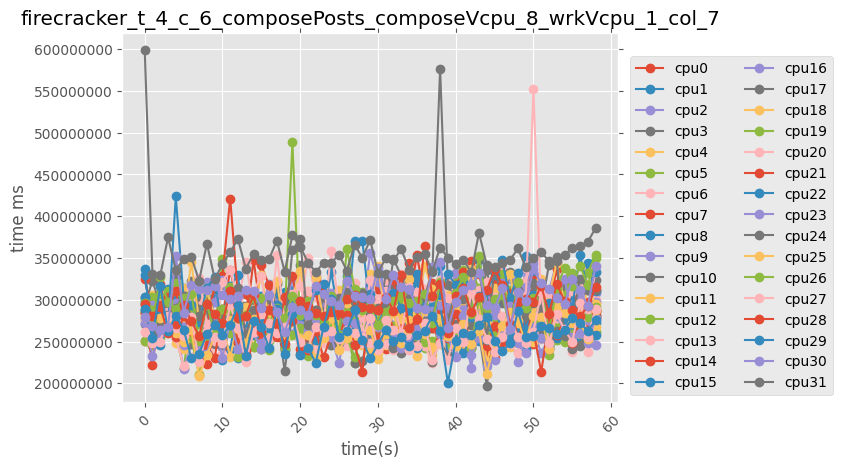 firecracker_t_4_c_6_composePosts_composeVcpu_8_wrkVcpu_1_col_7
time ms
600000000
550000000
500000000
450000000
400000000
350000000
300000000
250000000
200000000
0
10
20
30
40
50
60
time(s)
cpu0
cpu1
cpu2
cpu3
cpu4
cpu5
cpu6
cpu7
cpu8
cpu9
cpu10
cpu11
cpu12
cpu13
cpu14
cpu15
cpu16
cpu17
cpu18
cpu19
cpu20
cpu21
cpu22
cpu23
cpu24
cpu25
cpu26
cpu27
cpu28
cpu29
cpu30
cpu31